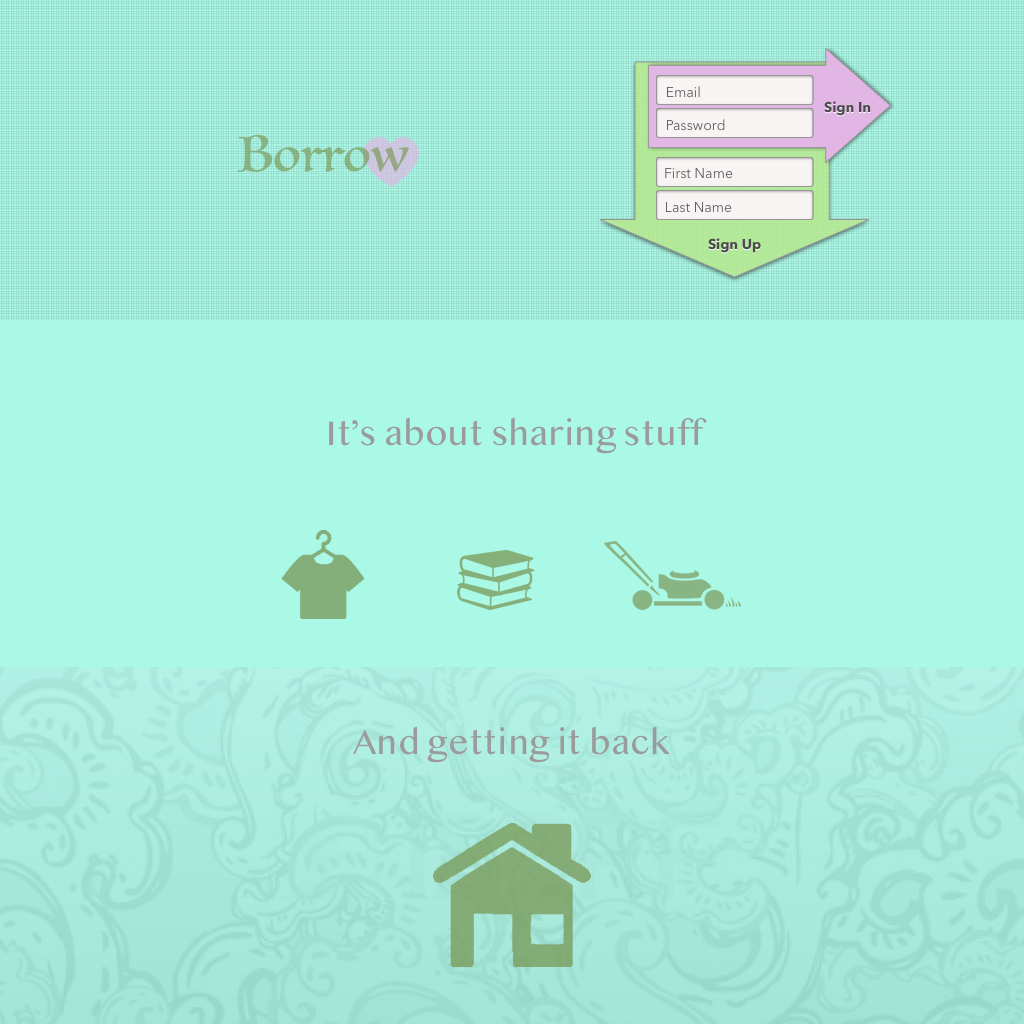 Borrow
Email
Sign In
Password
First Name
Last Name
Sign Up
It’s about sharing stuff
And getting it back